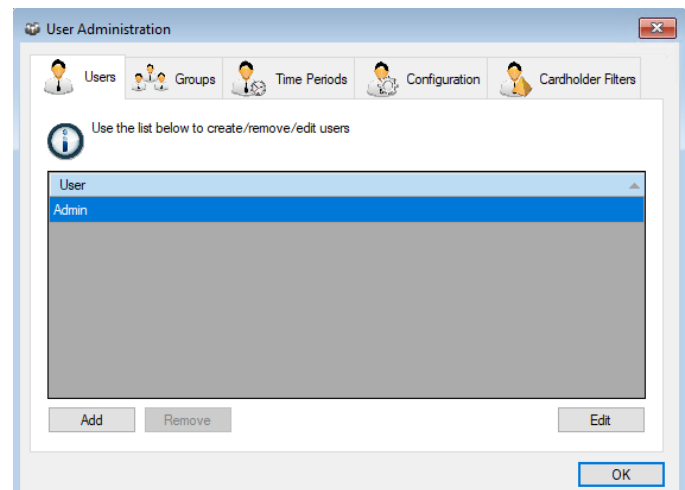 User Administration
Users Groups Time Periods Configuration Cardholder Filters
Use the list below to create/remove/edit users
User
Admin
Add Remove Edit
OK